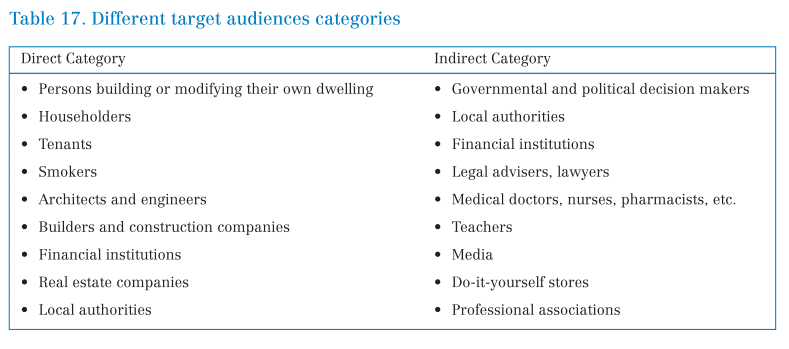 Table 17. Different target audiences categories
Direct Category
• Persons building or modifying their own dwelling
• Householders
• Tenants
• Smokers
• Architects and engineers
• Builders and construction companies
• Financial institutions
• Real estate companies
• Local authorities
Indirect Category
• Governmental and political decision makers
• Local authorities
• Financial institutions
• Legal advisers, lawyers
• Medical doctors, nurses, pharmacists, etc.
• Teachers
• Media
• Do-it-yourself stores
• Professional associations